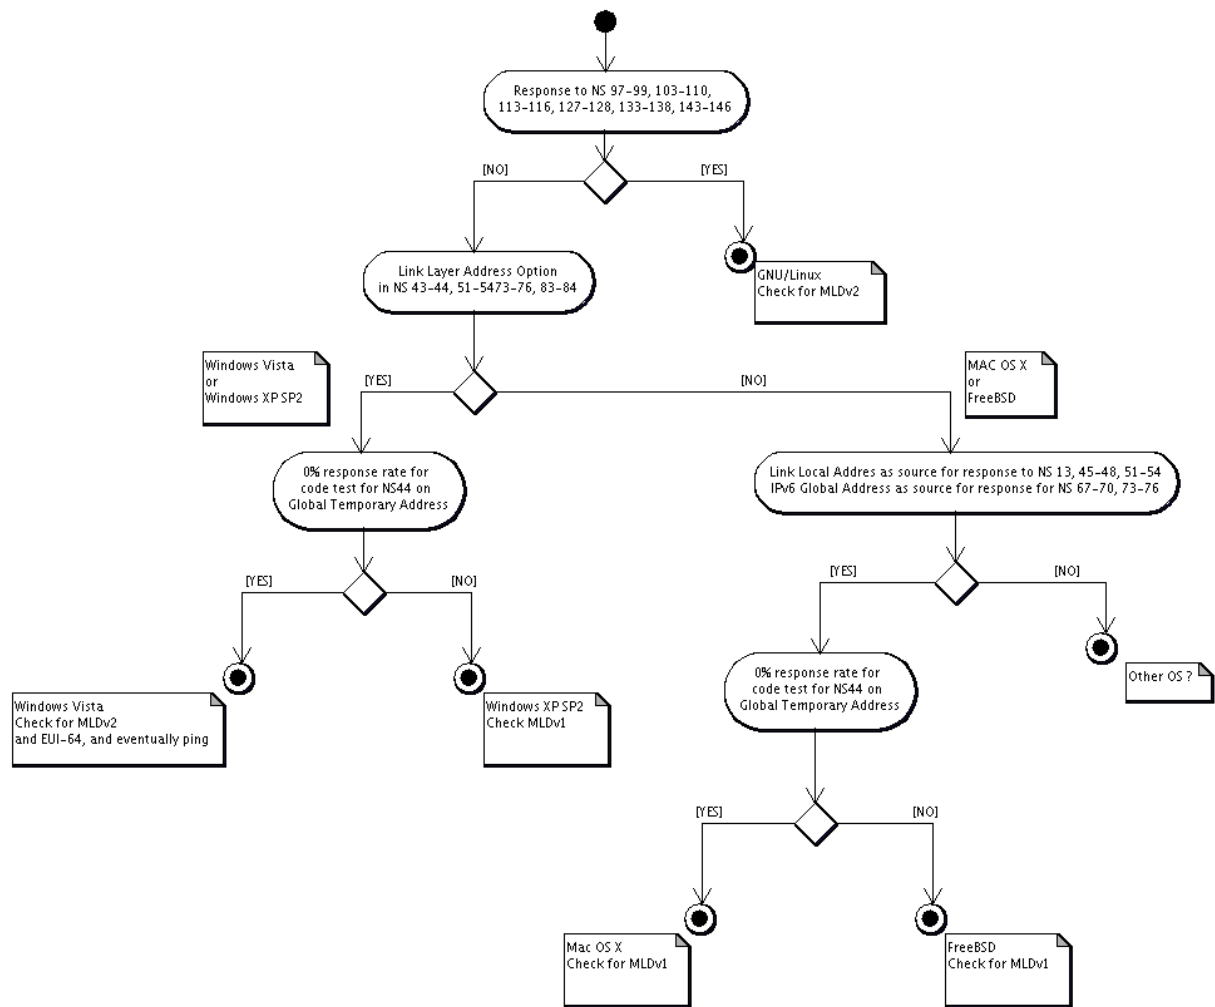 Response to NS 97-99, 103-110,
113-116, 127-128, 133-138, 143-146
[NO]
[YES]
Link Layer Address Option
in NS 43-44, 51-5473-76, 83-84
GNU/Linux
Check for MLDv2
Windows Vista
or
Windows XP SP2
[YES]
[NO]
MAC OS X
or
FreeBSD
0% response rate for
code test for NS44 on
Global Temporary Address
Link Local Addres as source for response to NS 13, 45-48, 51-54
IPv6 Global Address as source for response for NS 67-70, 73-76
[YES]
[NO]
[YES]
[NO]
Windows Vista
Check for MLDv2
and EUI-64, and eventually ping
Windows XP SP2
Check MLDv1
0% response rate for
code test for NS44 on
Global Temporary Address
Other OS ?
[YES]
[NO]
Mac OS X
Check for MLDv1
FreeBSD
Check for MLDv1